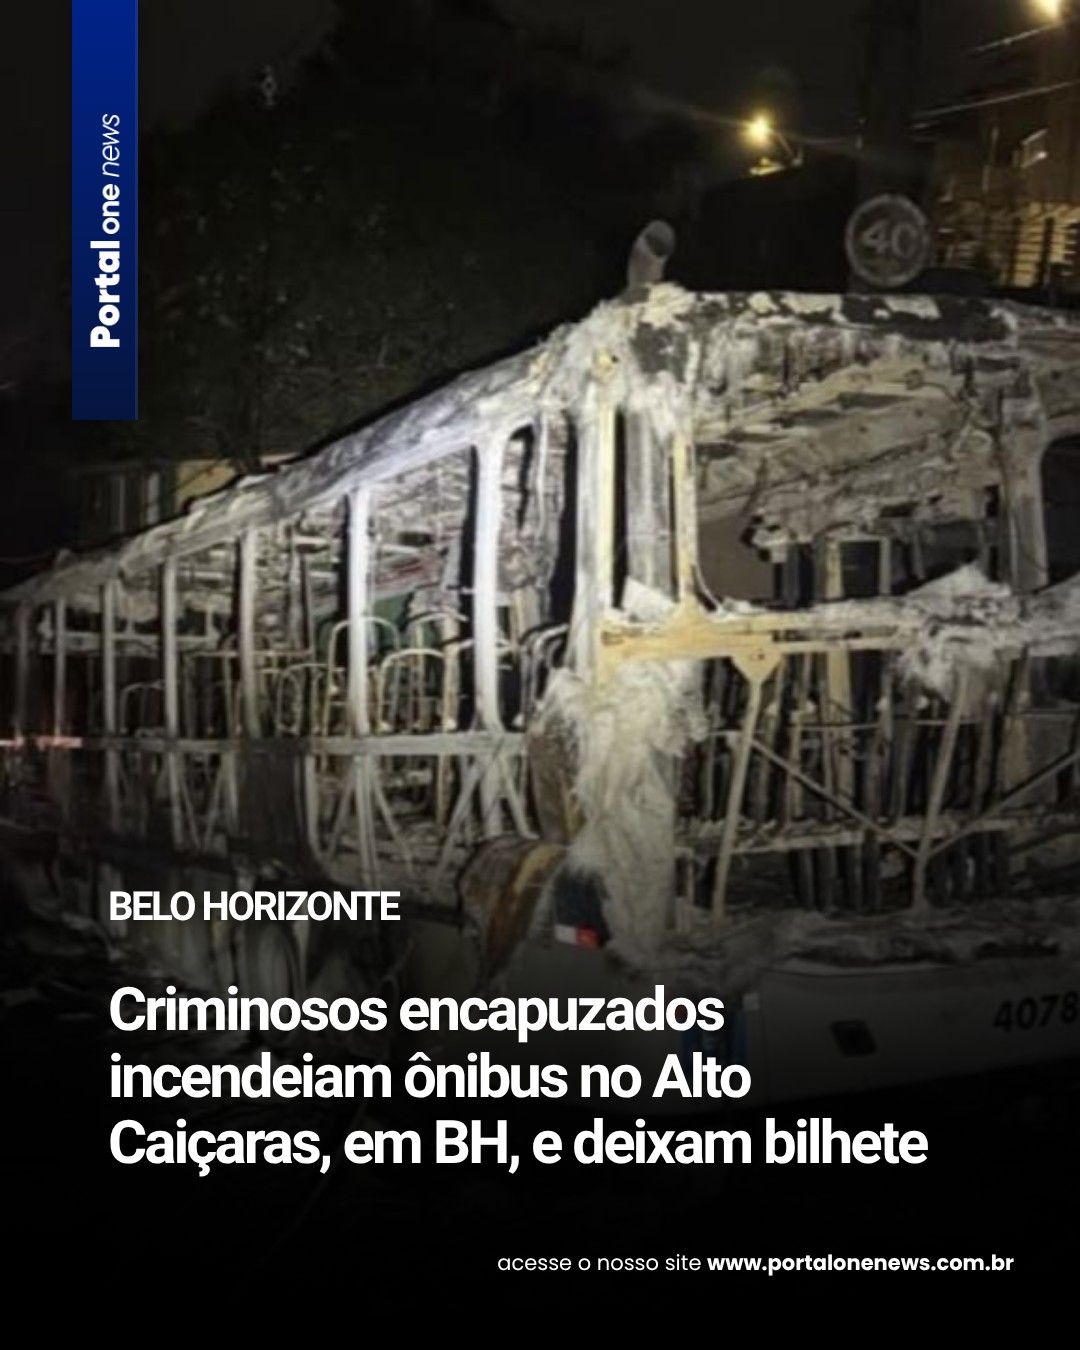 Portal one news
40
BELO HORIZONTE
Criminosos encapuzados
incendeiam ônibus no Alto
Caiçaras, em BH, e deixam bilhete
4078
acesse o nosso site www.portalonenews.com.br